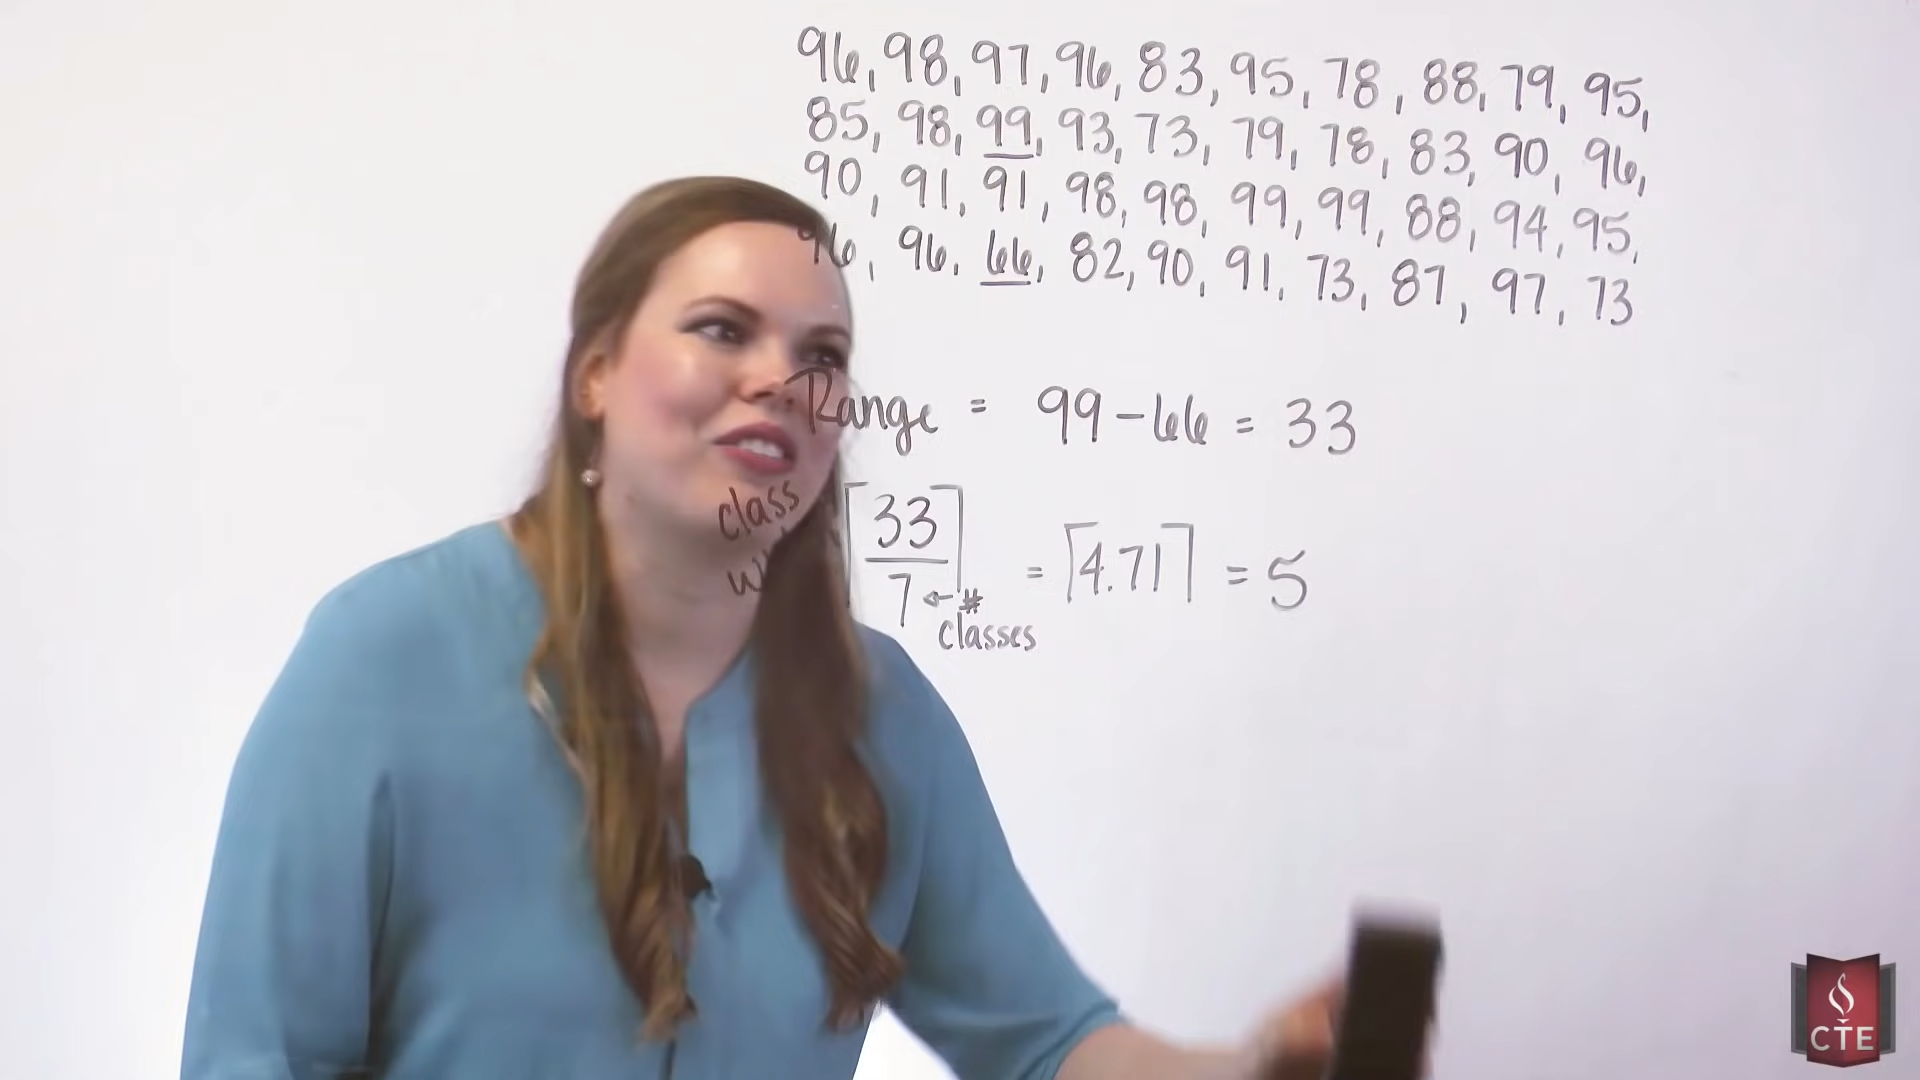 96, 98, 97, 96, 83, 95, 78, 88, 79, 95,
85, 98, 99, 93, 73, 79, 78, 83, 90, 96,
90, 91, 91, 98, 98, 99, 99, 88, 94, 95,
96, 96, 66, 82, 90, 91, 73, 87, 97, 73
Range = 99 - 66 = 33
class
⌈33/7⌉ = ⌈4.71⌉ = 5
← # classes
CTE